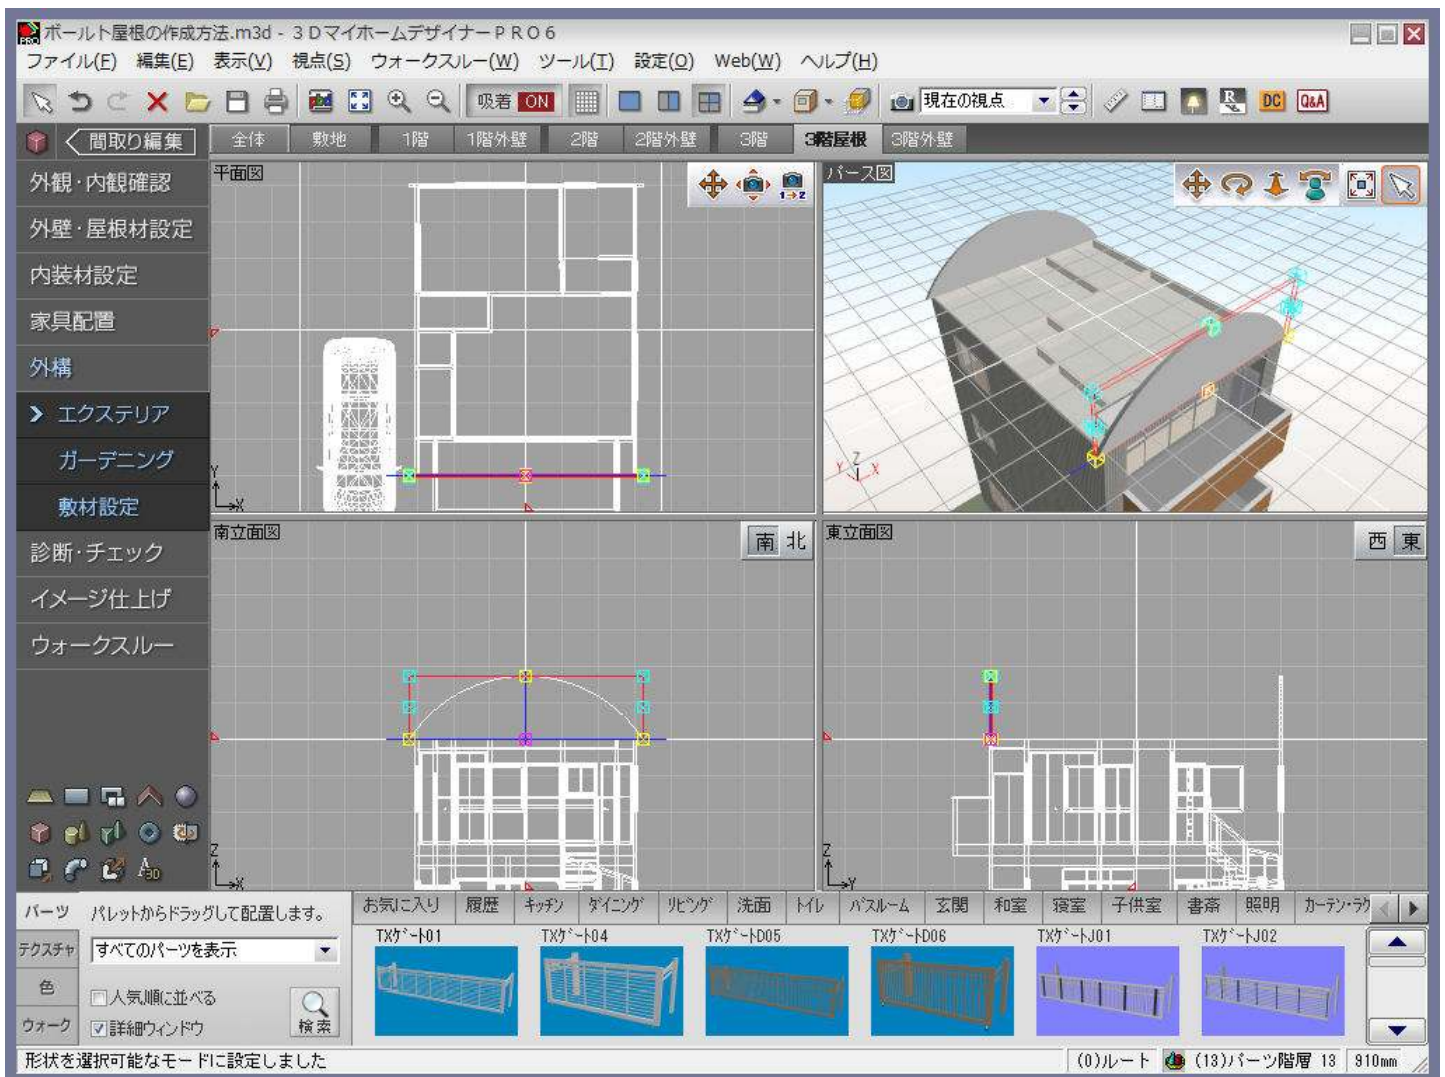 ボールト屋根の作成方法.m3d - ３ＤマイホームデザイナーＰＲＯ６
ファイル(F) 編集(E) 表示(V) 視点(S) ウォークスルー(W) ツール(T) 設定(O) Web(W) ヘルプ(H)
吸着 ON 現在の視点 DC Q&A
間取り編集 全体 敷地 1階 1階外壁 2階 2階外壁 3階 3階屋根 3階外壁
外観・内観確認
外壁・屋根材設定
内装材設定
家具配置
外構
エクステリア
ガーデニング
敷材設定
診断・チェック
イメージ仕上げ
ウォークスルー
平面図
1→2
Y
X
パース図
Y Z X
南立面図
南 北
Z
X
東立面図
西 東
Z
Y
パーツ パレットからドラッグして配置します。
テクスチャ すべてのパーツを表示
色 人気順に並べる
ウォーク 詳細ウィンドウ 検索
お気に入り 履歴 キッチン ダイニング リビング 洗面 トイレ バスルーム 玄関 和室 寝室 子供室 書斎 照明 カーテン・ラグ
TXゲート01 TXゲート04 TXゲートD05 TXゲートD06 TXゲートJ01 TXゲートJ02
形状を選択可能なモードに設定しました (0)ルート (13)パーツ階層 13 910mm